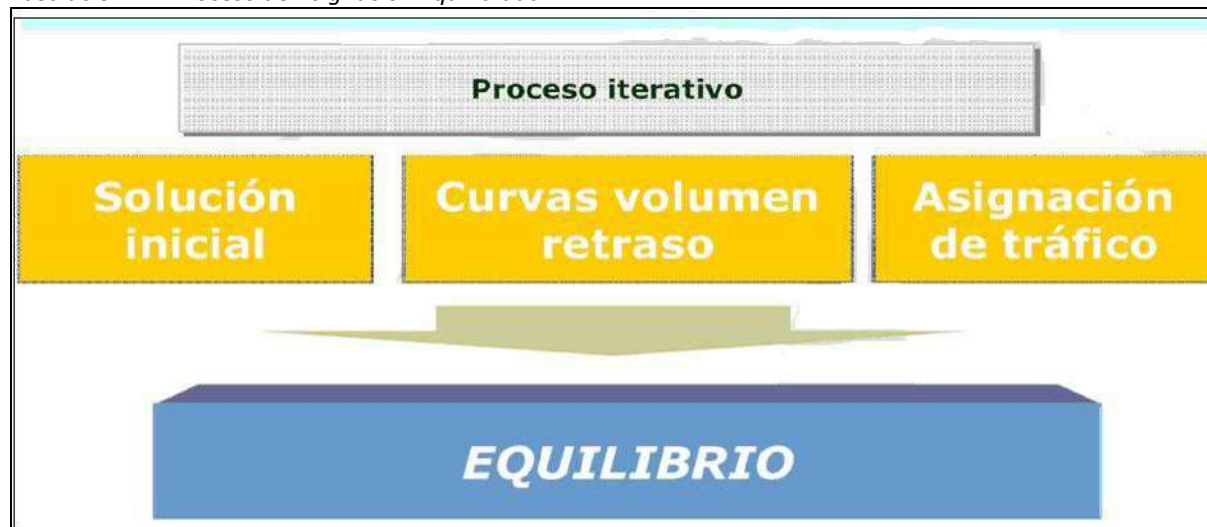 Proceso iterativo
Solución
inicial
Curvas volumen
retraso
Asignación
de tráfico
EQUILIBRIO